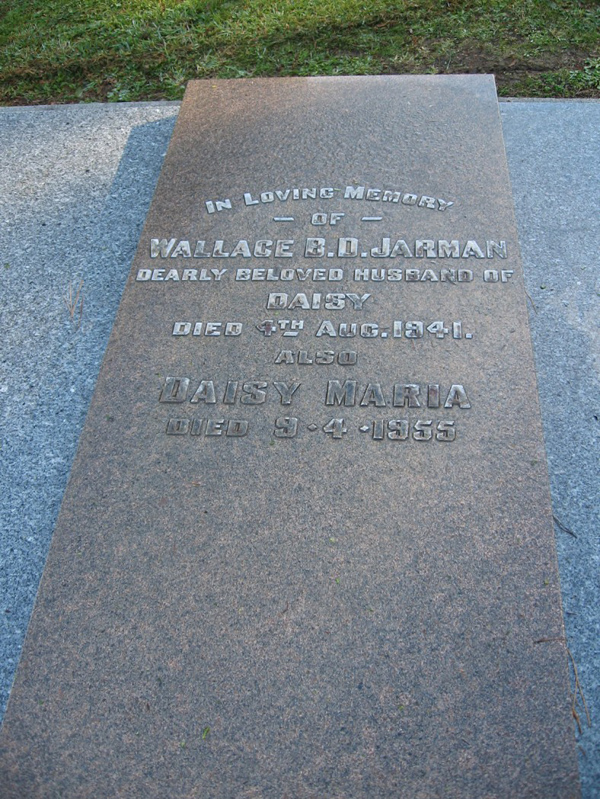 IN LOVING MEMORY
— OF —
WALLACE B.D. JARMAN
DEARLY BELOVED HUSBAND OF
DAISY
DIED 4TH AUG. 1941.
ALSO
DAISY MARIA
DIED 9·4·1955